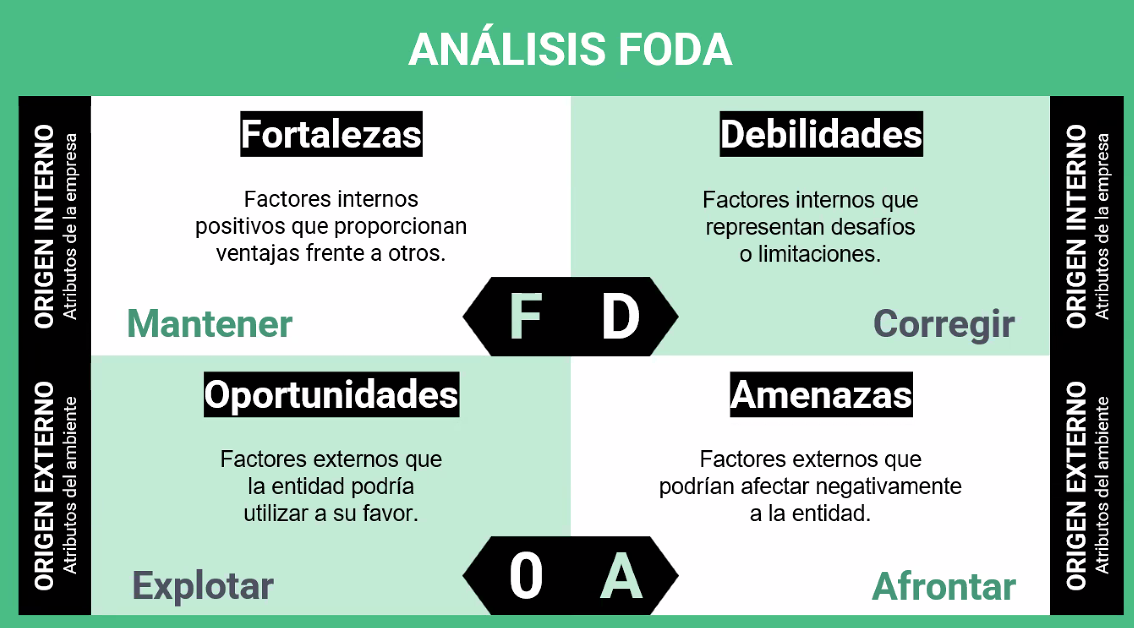 ANÁLISIS FODA
ORIGEN INTERNO
Atributos de la empresa
Fortalezas
Factores internos
positivos que proporcionan
ventajas frente a otros.
Mantener
F D
Debilidades
Factores internos que
representan desafíos
o limitaciones.
Corregir
ORIGEN INTERNO
Atributos de la empresa
ORIGEN EXTERNO
Atributos del ambiente
Oportunidades
Factores externos que
la entidad podría
utilizar a su favor.
Explotar
O A
Amenazas
Factores externos que
podrían afectar negativamente
a la entidad.
Afrontar
ORIGEN EXTERNO
Atributos del ambiente